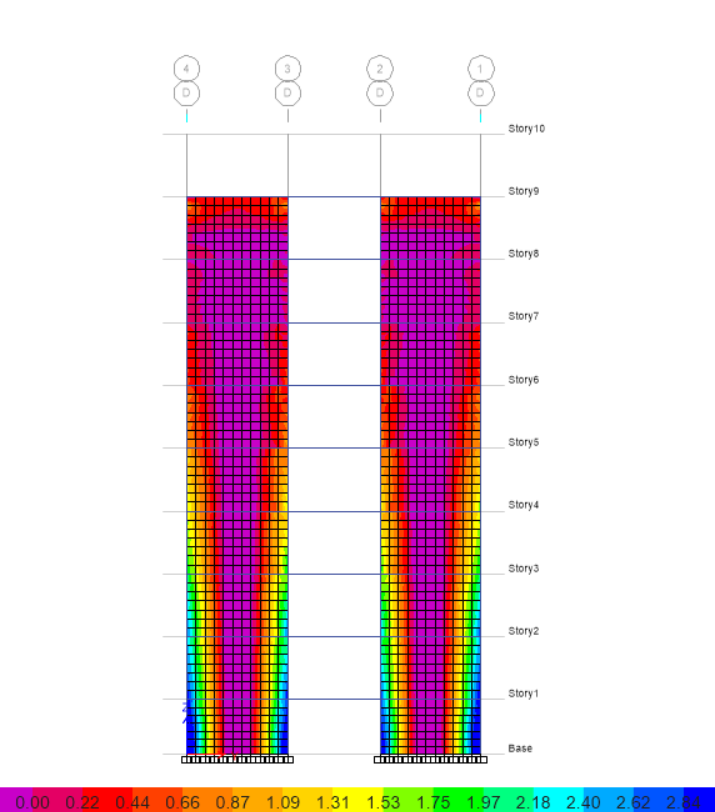 4 3 2 1
D D D D
Story10
Story9
Story8
Story7
Story6
Story5
Story4
Story3
Story2
Story1
Z
Base
0.00 0.22 0.44 0.66 0.87 1.09 1.31 1.53 1.75 1.97 2.18 2.40 2.62 2.84